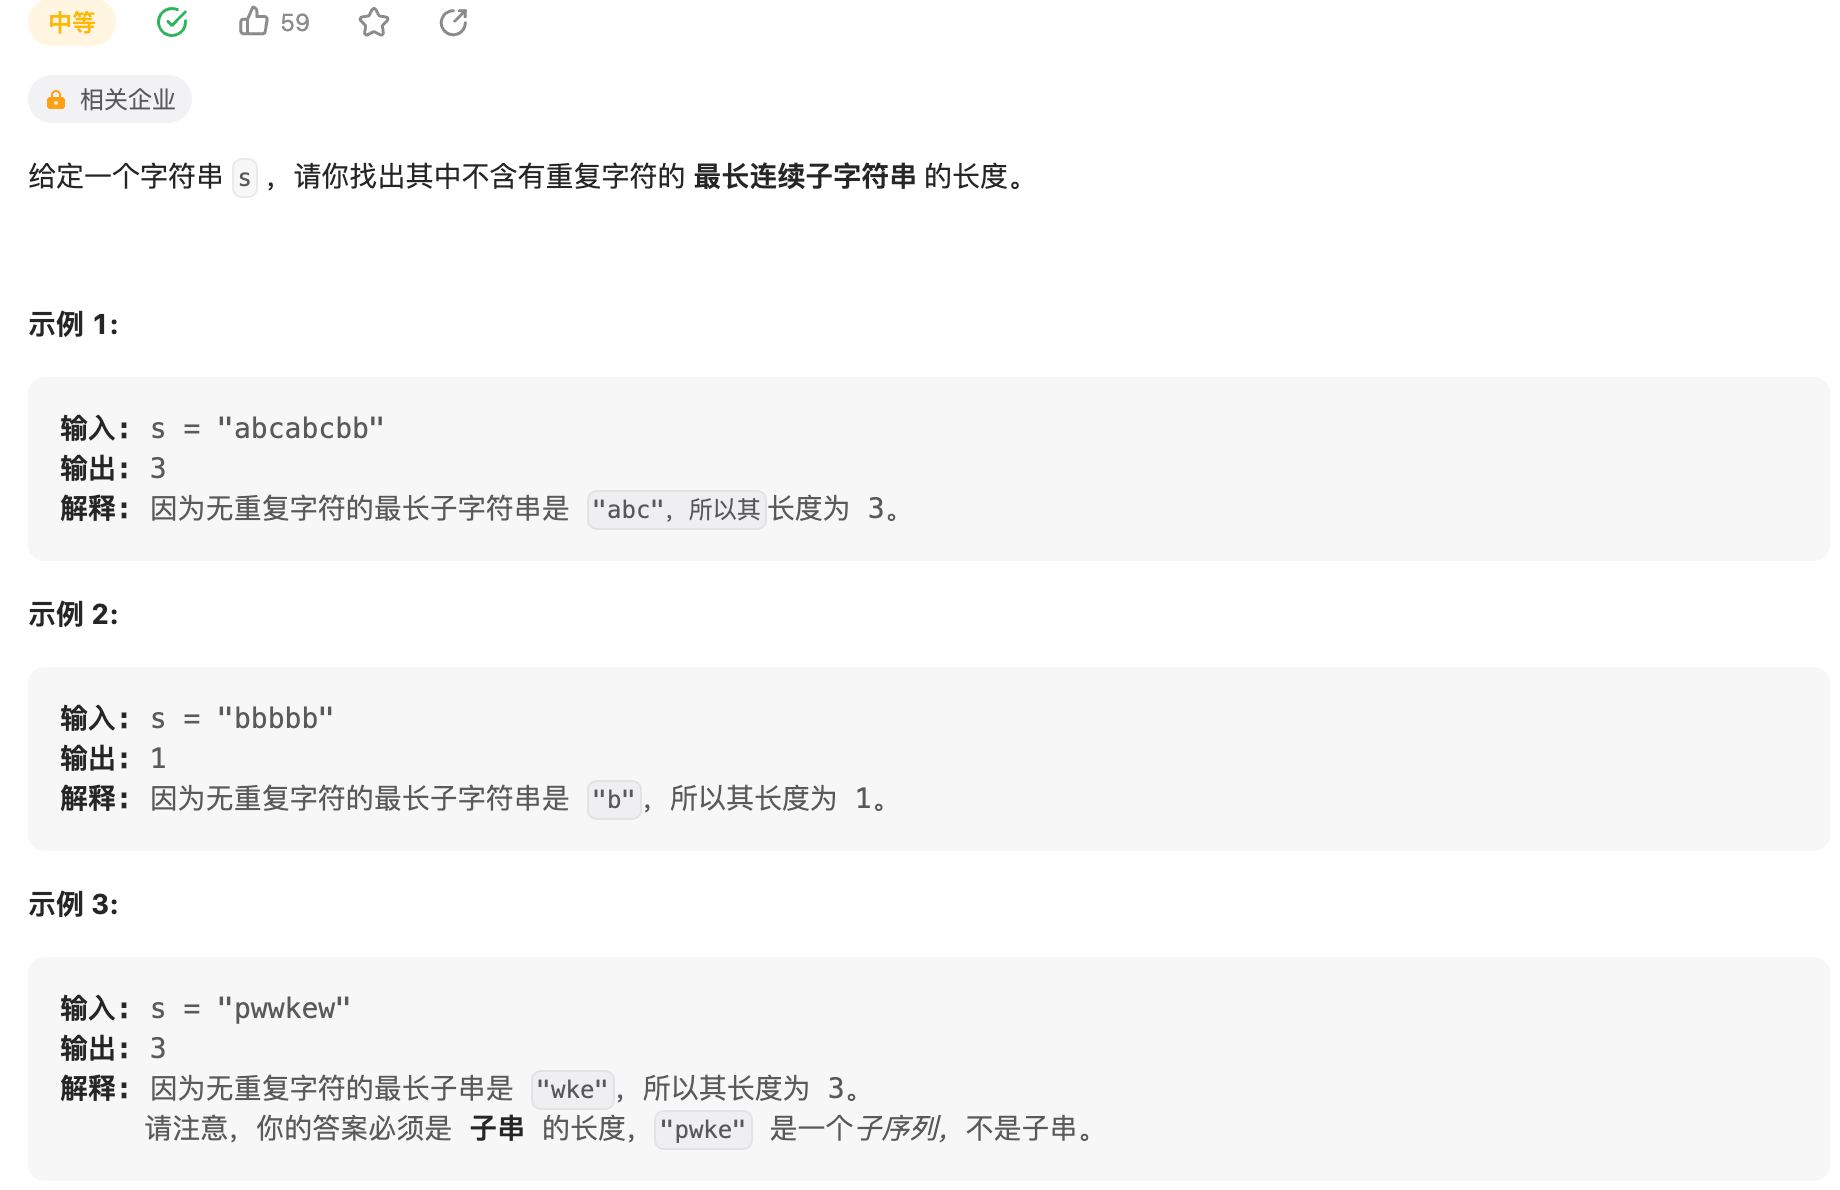 中等 59
相关企业
给定一个字符串 s ，请你找出其中不含有重复字符的 最长连续子字符串 的长度。
示例 1:
输入: s = "abcabcbb"
输出: 3
解释: 因为无重复字符的最长子字符串是 "abc"，所以其长度为 3。
示例 2:
输入: s = "bbbbb"
输出: 1
解释: 因为无重复字符的最长子字符串是 "b"，所以其长度为 1。
示例 3:
输入: s = "pwwkew"
输出: 3
解释: 因为无重复字符的最长子串是 "wke"，所以其长度为 3。
请注意，你的答案必须是 子串 的长度，"pwke" 是一个子序列，不是子串。